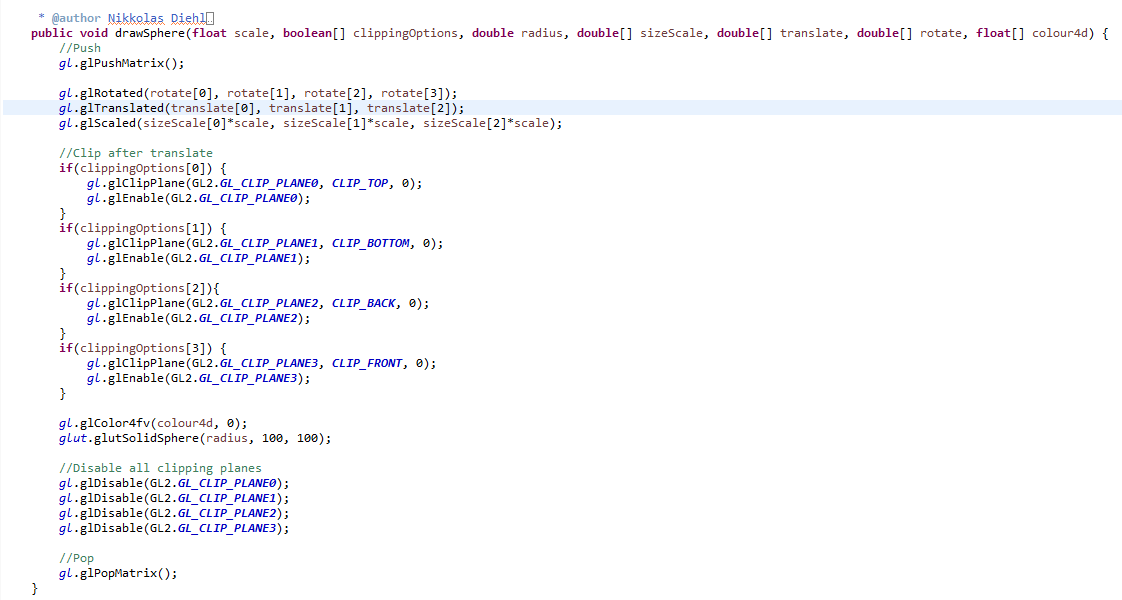 * @author Nikkolas Diehl
public void drawSphere(float scale, boolean[] clippingOptions, double radius, double[] sizeScale, double[] translate, double[] rotate, float[] colour4d) {
//Push
gl.glPushMatrix();
gl.glRotated(rotate[0], rotate[1], rotate[2], rotate[3]);
gl.glTranslated(translate[0], translate[1], translate[2]);
gl.glScaled(sizeScale[0]*scale, sizeScale[1]*scale, sizeScale[2]*scale);
//Clip after translate
if(clippingOptions[0]) {
gl.glClipPlane(GL2.GL_CLIP_PLANE0, CLIP_TOP, 0);
gl.glEnable(GL2.GL_CLIP_PLANE0);
}
if(clippingOptions[1]) {
gl.glClipPlane(GL2.GL_CLIP_PLANE1, CLIP_BOTTOM, 0);
gl.glEnable(GL2.GL_CLIP_PLANE1);
}
if(clippingOptions[2]){
gl.glClipPlane(GL2.GL_CLIP_PLANE2, CLIP_BACK, 0);
gl.glEnable(GL2.GL_CLIP_PLANE2);
}
if(clippingOptions[3]) {
gl.glClipPlane(GL2.GL_CLIP_PLANE3, CLIP_FRONT, 0);
gl.glEnable(GL2.GL_CLIP_PLANE3);
}
gl.glColor4fv(colour4d, 0);
glut.glutSolidSphere(radius, 100, 100);
//Disable all clipping planes
gl.glDisable(GL2.GL_CLIP_PLANE0);
gl.glDisable(GL2.GL_CLIP_PLANE1);
gl.glDisable(GL2.GL_CLIP_PLANE2);
gl.glDisable(GL2.GL_CLIP_PLANE3);
//Pop
gl.glPopMatrix();
}